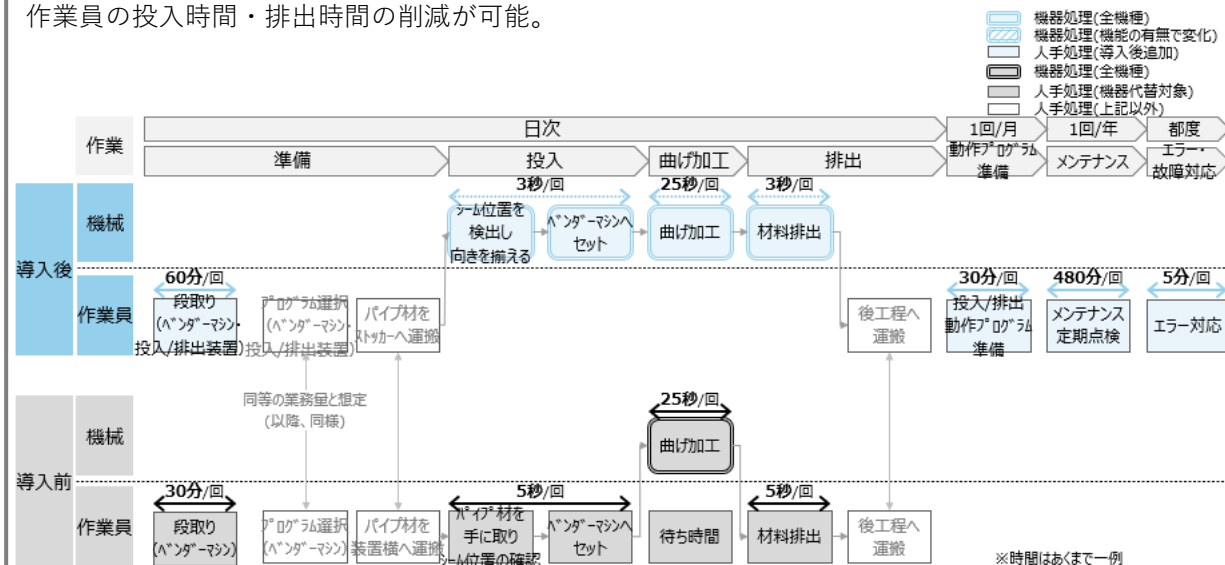 作業員の投入時間・排出時間の削減が可能。
機器処理(全機種)
機器処理(機能の有無で変化)
人手処理(導入後追加)
機器処理(全機種)
人手処理(機器代替対象)
人手処理(上記以外)
作業
日次
1回/月
1回/年
都度
準備
投入
曲げ加工
排出
動作ﾌﾟﾛｸﾞﾗﾑ
準備
メンテナンス
エラー・
故障対応
導入後
機械
3秒/回
25秒/回
3秒/回
ｼｰﾑ位置を
検出し
向きを揃える
ﾍﾞﾝﾀﾞｰﾏｼﾝへ
セット
曲げ加工
材料排出
作業員
60分/回
段取り
(ﾍﾞﾝﾀﾞｰﾏｼﾝ・
投入/排出装置)
ﾌﾟﾛｸﾞﾗﾑ選択
(ﾍﾞﾝﾀﾞｰﾏｼﾝ・
投入/排出装置)
パイプ材を
ｽﾄｯｶｰへ運搬
後工程へ
運搬
30分/回
投入/排出
動作ﾌﾟﾛｸﾞﾗﾑ
準備
480分/回
メンテナンス
定期点検
5分/回
エラー対応
同等の業務量と想定
(以降、同様)
導入前
機械
25秒/回
曲げ加工
作業員
30分/回
段取り
(ﾍﾞﾝﾀﾞｰﾏｼﾝ)
ﾌﾟﾛｸﾞﾗﾑ選択
(ﾍﾞﾝﾀﾞｰﾏｼﾝ)
パイプ材を
装置横へ運搬
5秒/回
ﾊﾟｲﾌﾟ材を
手に取り
ｼｰﾑ位置の確認
ﾍﾞﾝﾀﾞｰﾏｼﾝへ
セット
待ち時間
5秒/回
材料排出
後工程へ
運搬
※時間はあくまで一例